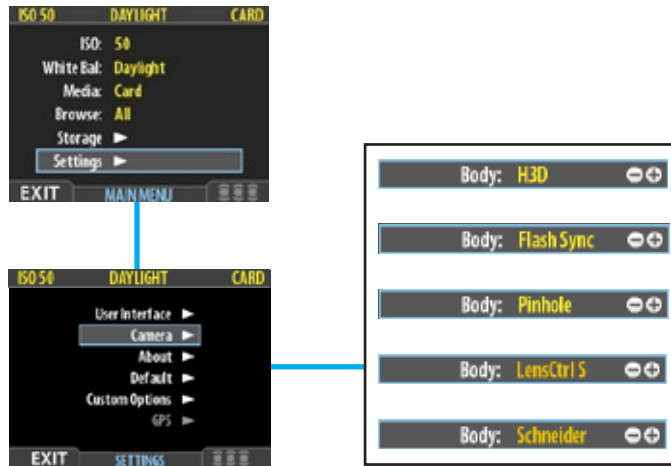 ISO 50 DAYLIGHT CARD
ISO: 50
White Bal: Daylight
Media: Card
Browse: All
Storage ►
Settings ►
EXIT MAIN MENU
ISO 50 DAYLIGHT CARD
User Interface ►
Camera ►
About ►
Default ►
Custom Options ►
GPS ►
EXIT SETTINGS
Body: H3D
Body: Flash Sync
Body: Pinhole
Body: LensCtrl S
Body: Schneider